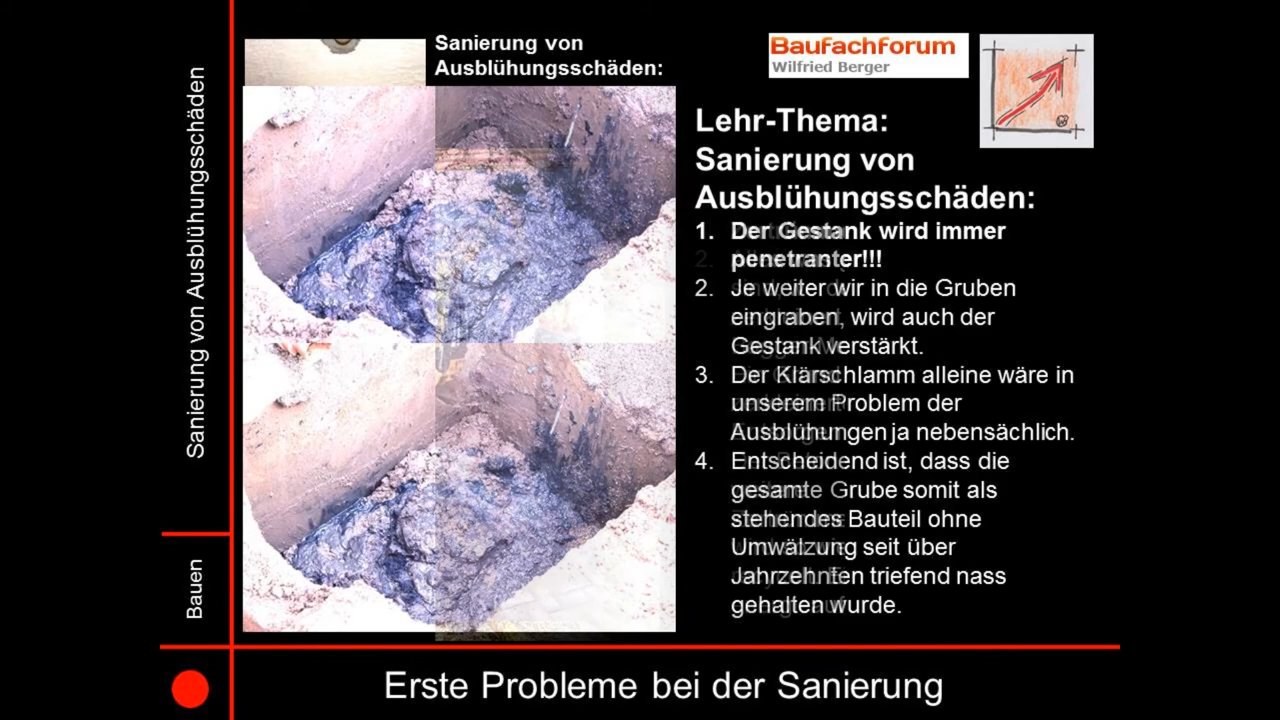 Sanierung von
Ausblühungsschäden:
Baufachforum
Wilfried Berger
Lehr-Thema:
Sanierung von
Ausblühungsschäden:
1. Der Gestank wird immer
penetranter!!!
2. Je weiter wir in die Gruben
eingraben, wird auch der
Gestank verstärkt.
3. Der Klärschlamm alleine wäre in
unserem Problem der
Ausblühungen ja nebensächlich.
4. Entscheidend ist, dass die
gesamte Grube somit als
stehendes Bauteil ohne
Umwälzung seit über
Jahrzehnten triefend nass
gehalten wurde.
Sanierung von Ausblühungsschäden
Bauen
Erste Probleme bei der Sanierung